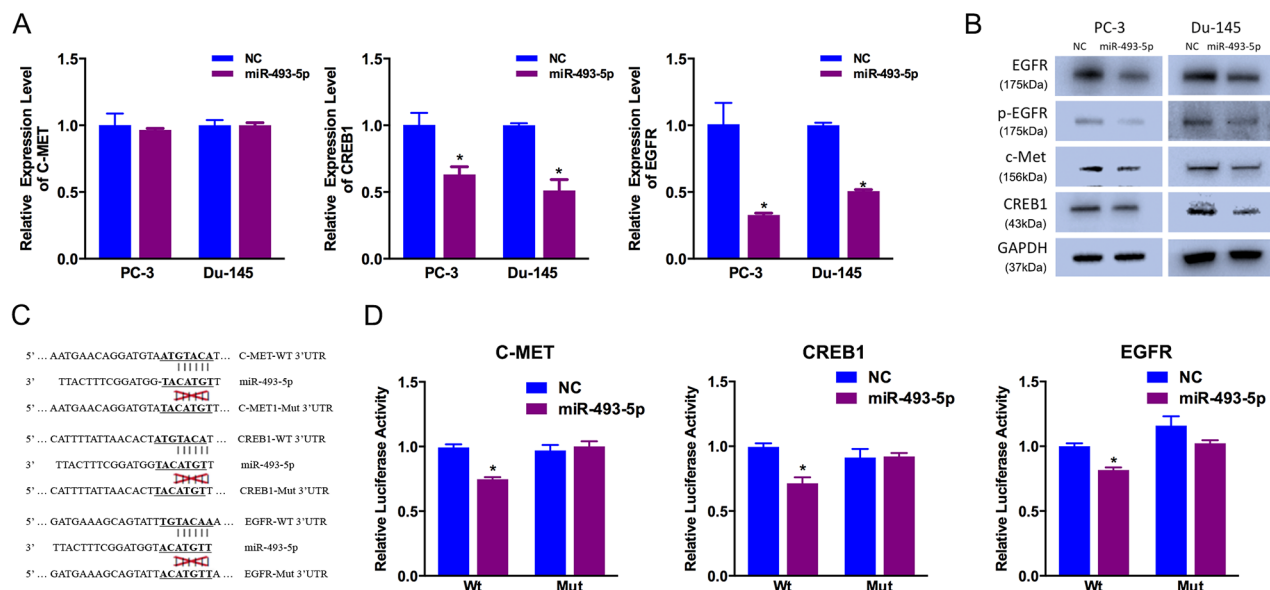 A
Relative Expression Level
of C-MET
1.5
1.0
0.5
0.0
NC
miR-493-5p
PC-3 Du-145
Relative Expression Level
of CREB1
1.5
1.0
0.5
0.0
NC
miR-493-5p
*
*
PC-3 Du-145
Relative Expression Level
of EGFR
1.5
1.0
0.5
0.0
NC
miR-493-5p
*
*
PC-3 Du-145
B
PC-3 Du-145
NC miR-493-5p NC miR-493-5p
EGFR
(175kDa)
p-EGFR
(175kDa)
c-Met
(156kDa)
CREB1
(43kDa)
GAPDH
(37kDa)
C
5' ... AATGAACAGGATGTAATGTACAT... C-MET-WT 3'UTR
3' TTACTTTCGGATGG-TACATGTT miR-493-5p
5' ... AATGAACAGGATGTATACATGTT... C-MET1-Mut 3'UTR
5' ... CATTTTATTAACACTATGTACAT... CREB1-WT 3'UTR
3' TTACTTTCGGATGGTACATGTT miR-493-5p
5' ... CATTTTATTAACACTTACATGTT... CREB1-Mut 3'UTR
5' ... GATGAAAGCAGTATTTGTACAAA... EGFR-WT 3'UTR
3' TTACTTTCGGATGGTACATGTT miR-493-5p
5' ... GATGAAAGCAGTATTACATGTTA... EGFR-Mut 3'UTR
D
C-MET
Relative Luciferase Activity
1.5
1.0
0.5
0.0
NC
miR-493-5p
*
Wt Mut
CREB1
Relative Luciferase Activity
1.5
1.0
0.5
0.0
NC
miR-493-5p
*
Wt Mut
EGFR
Relative Luciferase Activity
1.5
1.0
0.5
0.0
NC
miR-493-5p
*
Wt Mut